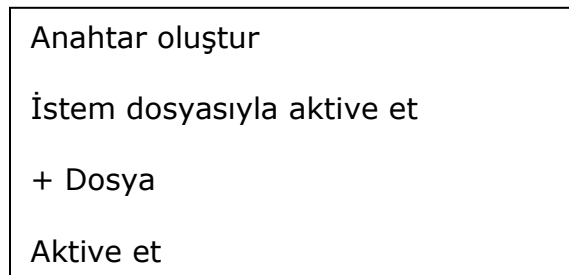 Anahtar oluştur
İstem dosyasıyla aktive et
+ Dosya
Aktive et